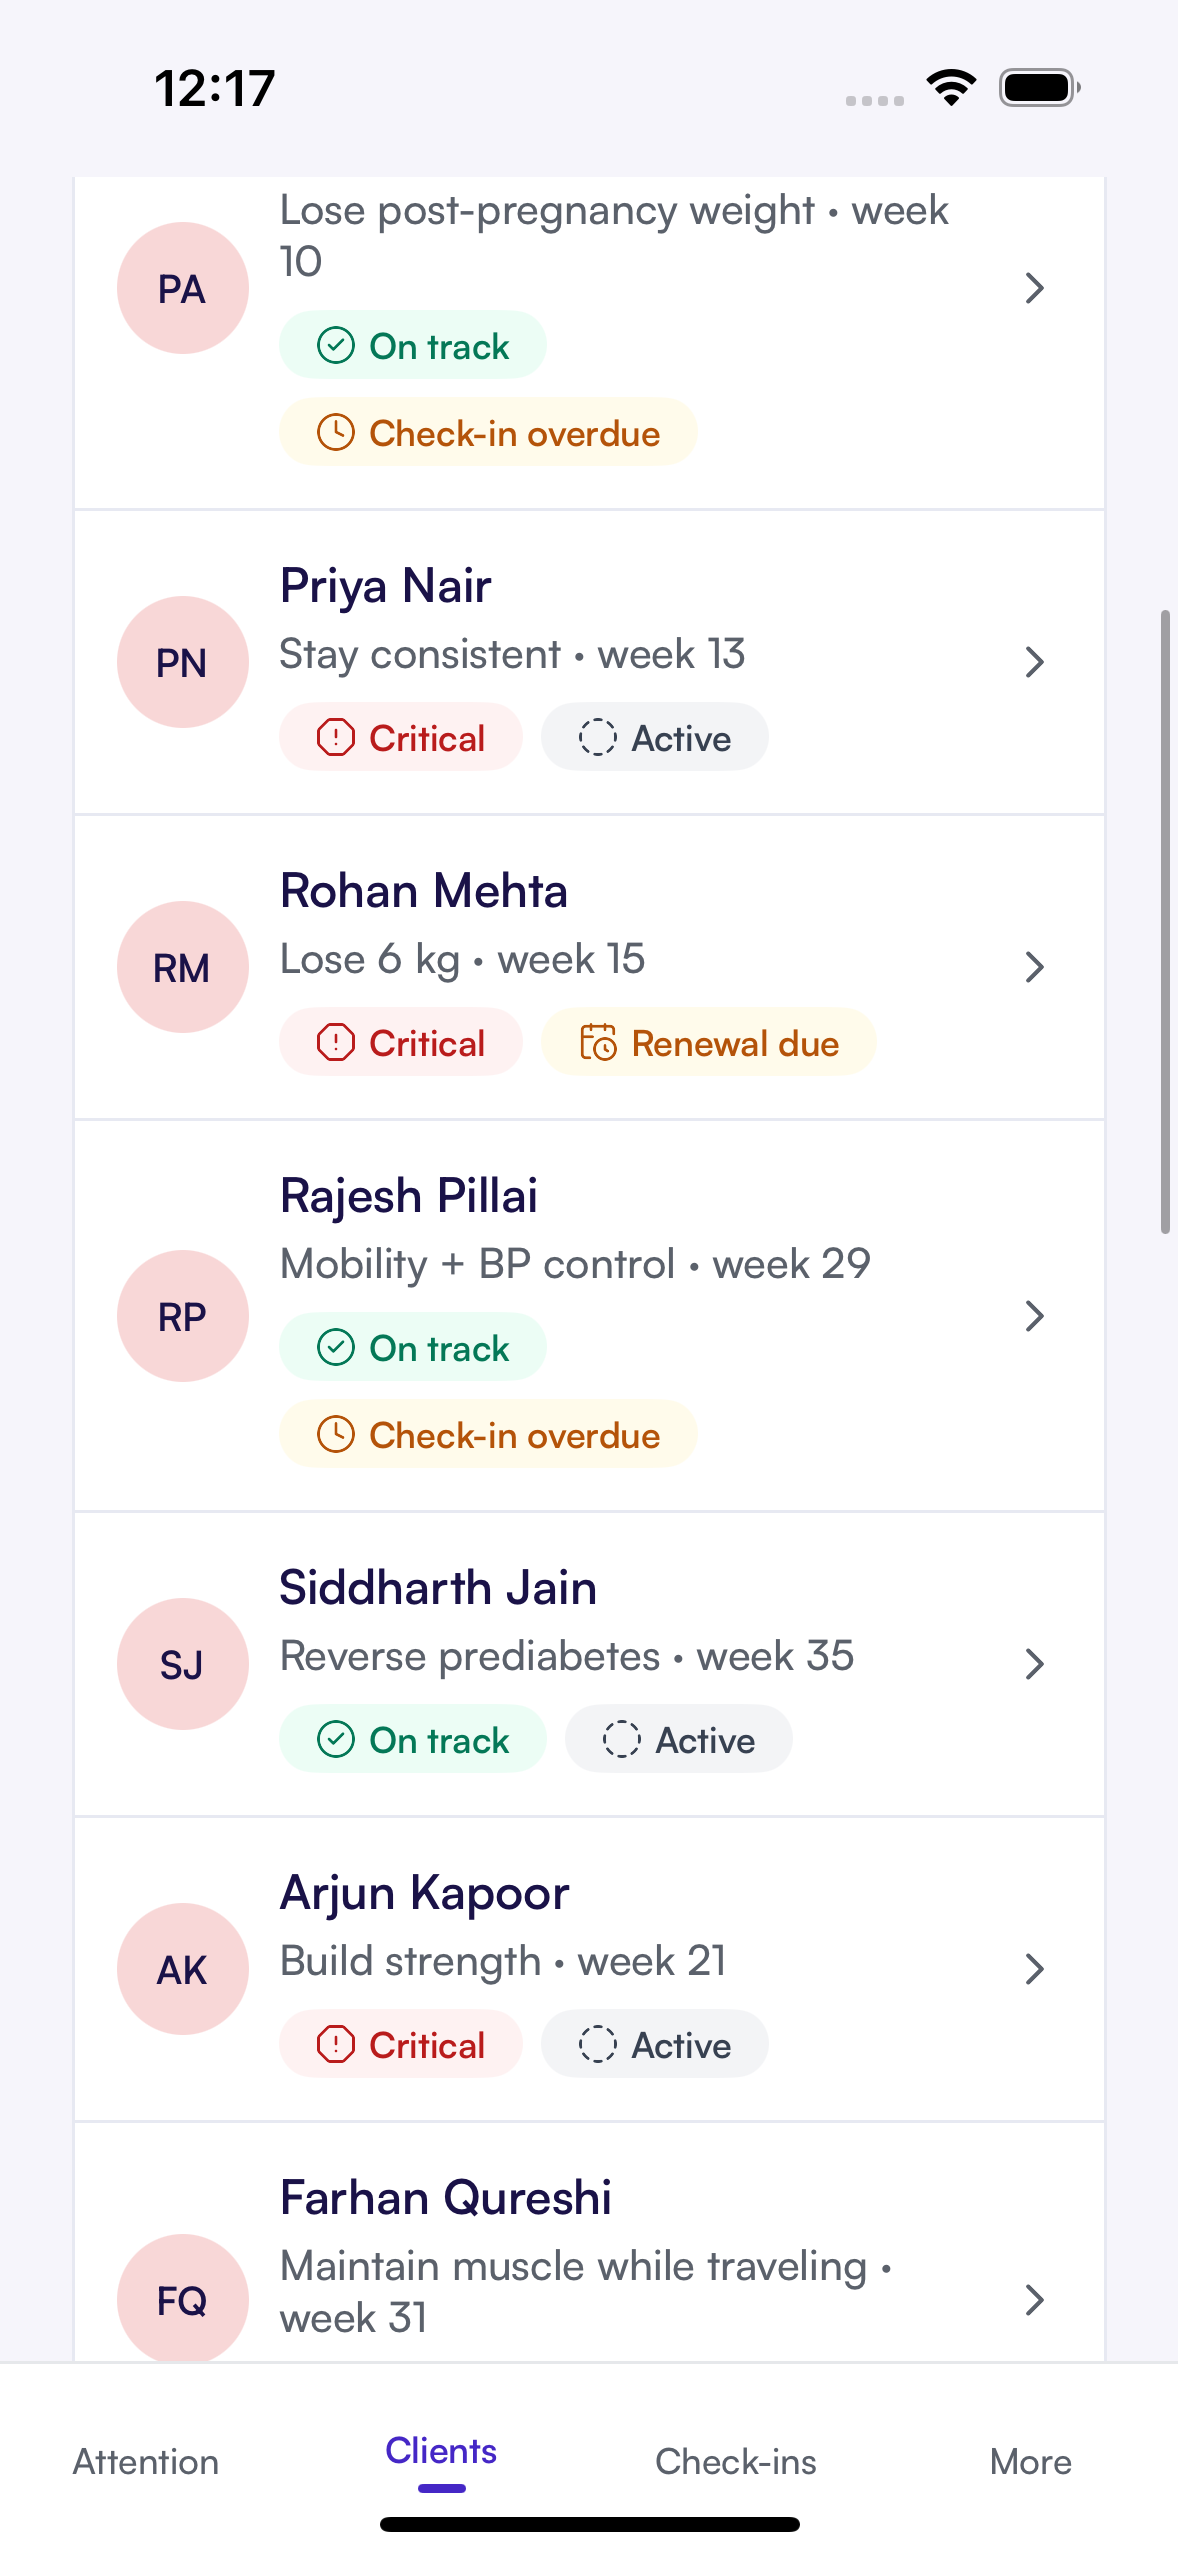 12:17
Lose post-pregnancy weight · week
10
PA
On track
Check-in overdue
Priya Nair
PN
Stay consistent · week 13
Critical
Active
Rohan Mehta
RM
Lose 6 kg · week 15
Critical
Renewal due
Rajesh Pillai
Mobility + BP control · week 29
RP
On track
Check-in overdue
Siddharth Jain
SJ
Reverse prediabetes · week 35
On track
Active
Arjun Kapoor
AK
Build strength · week 21
Critical
Active
Farhan Qureshi
Maintain muscle while traveling ·
FQ
week 31
Attention
Clients
Check-ins
More